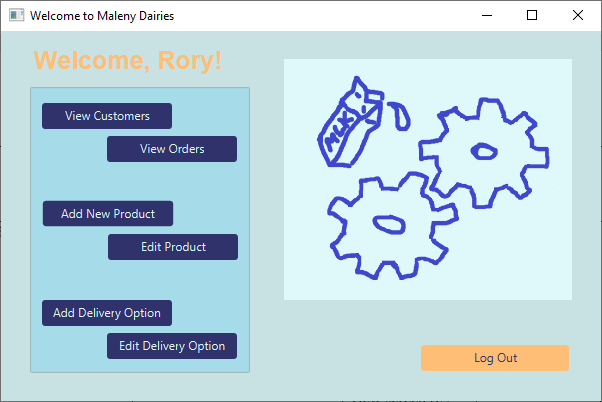 Welcome to Maleny Dairies
Welcome, Rory!
View Customers
View Orders
Add New Product
Edit Product
Add Delivery Option
Edit Delivery Option
MLK
Log Out